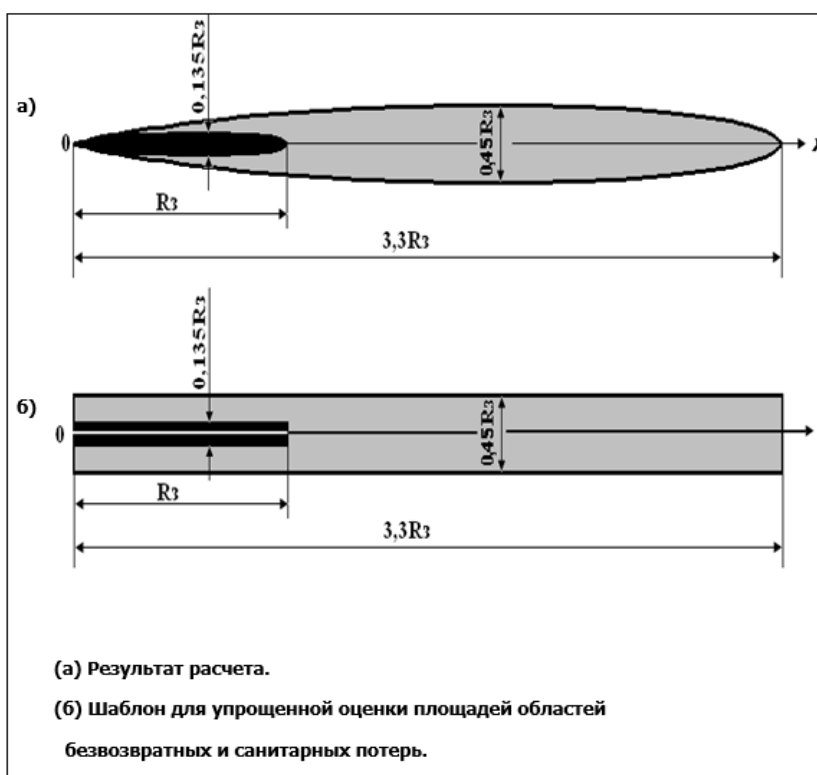 0,135Rз
а)
0
0,45Rз
Rз
3,3Rз
0,135Rз
б)
0
0,45Rз
Rз
3,3Rз
(а) Результат расчета.
(б) Шаблон для упрощенной оценки площадей областей
безвозвратных и санитарных потерь.